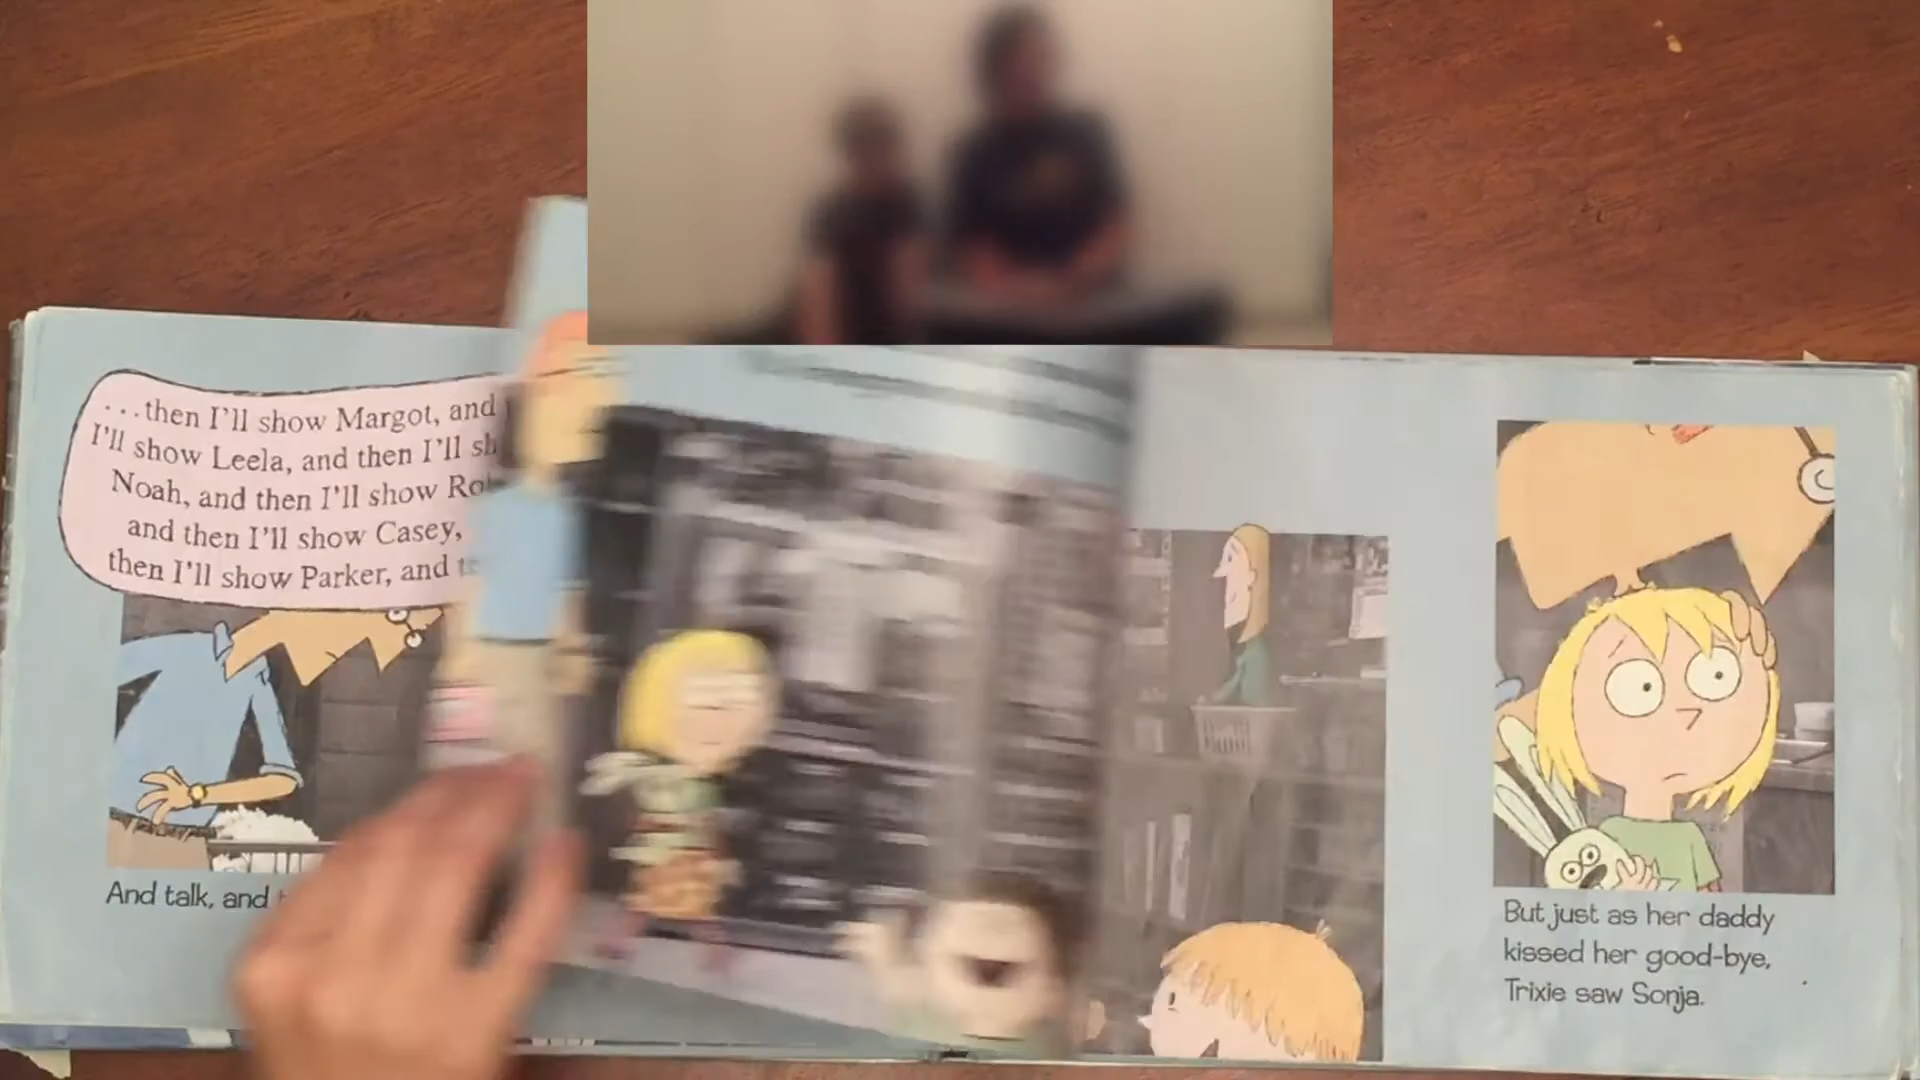 ...then I'll show Margot, and
I'll show Leela, and then I'll
Noah, and then I'll show
and then I'll show Casey,
then I'll show Parker, and
And talk, and
But just as her daddy
kissed her good-bye,
Trixie saw Sonja.